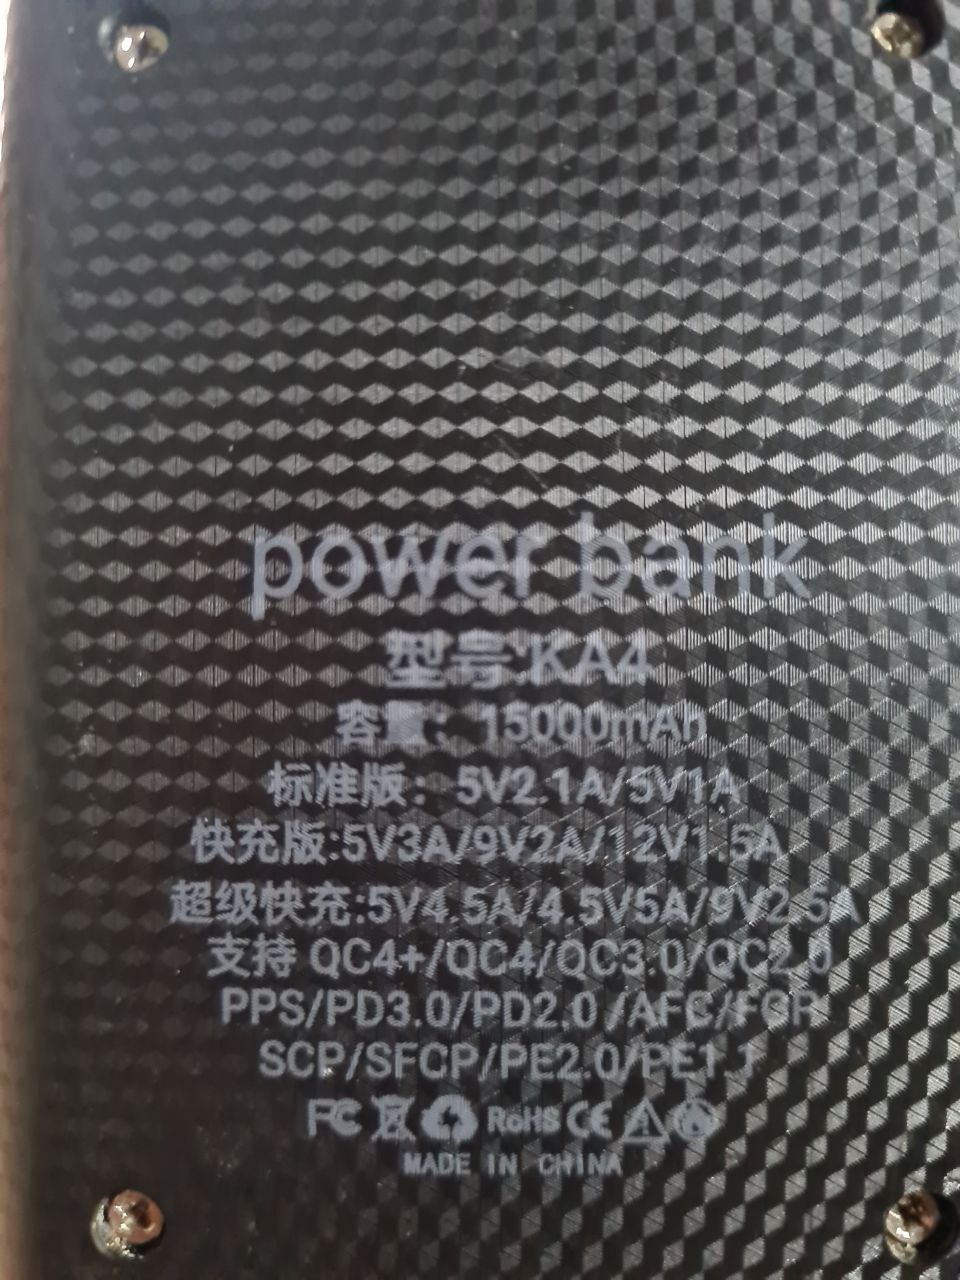 power bank
型号:KA4
容量：15000mAh
标准版：5V2.1A/5V1A
快充版:5V3A/9V2A/12V1.5A
超级快充:5V4.5A/4.5V5A/9V2.5A
支持 QC4+/QC4/QC3.0/QC2.0
PPS/PD3.0/PD2.0/AFC/FCP
SCP/SFCP/PE2.0/PE1.1
FC RoHS CE
MADE IN CHINA